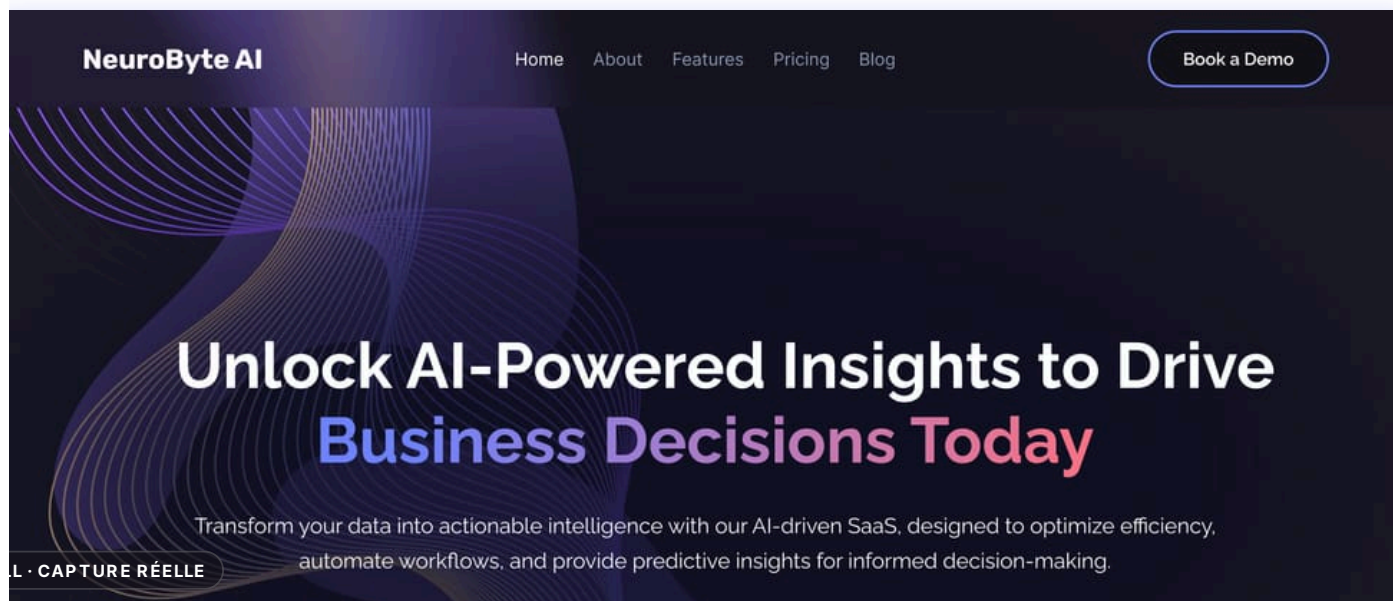 NeuroByte AI
Home About Features Pricing Blog
Book a Demo
Unlock AI-Powered Insights to Drive
Business Decisions Today
Transform your data into actionable intelligence with our AI-driven SaaS, designed to optimize efficiency,
automate workflows, and provide predictive insights for informed decision-making.
· CAPTURE RÉELLE